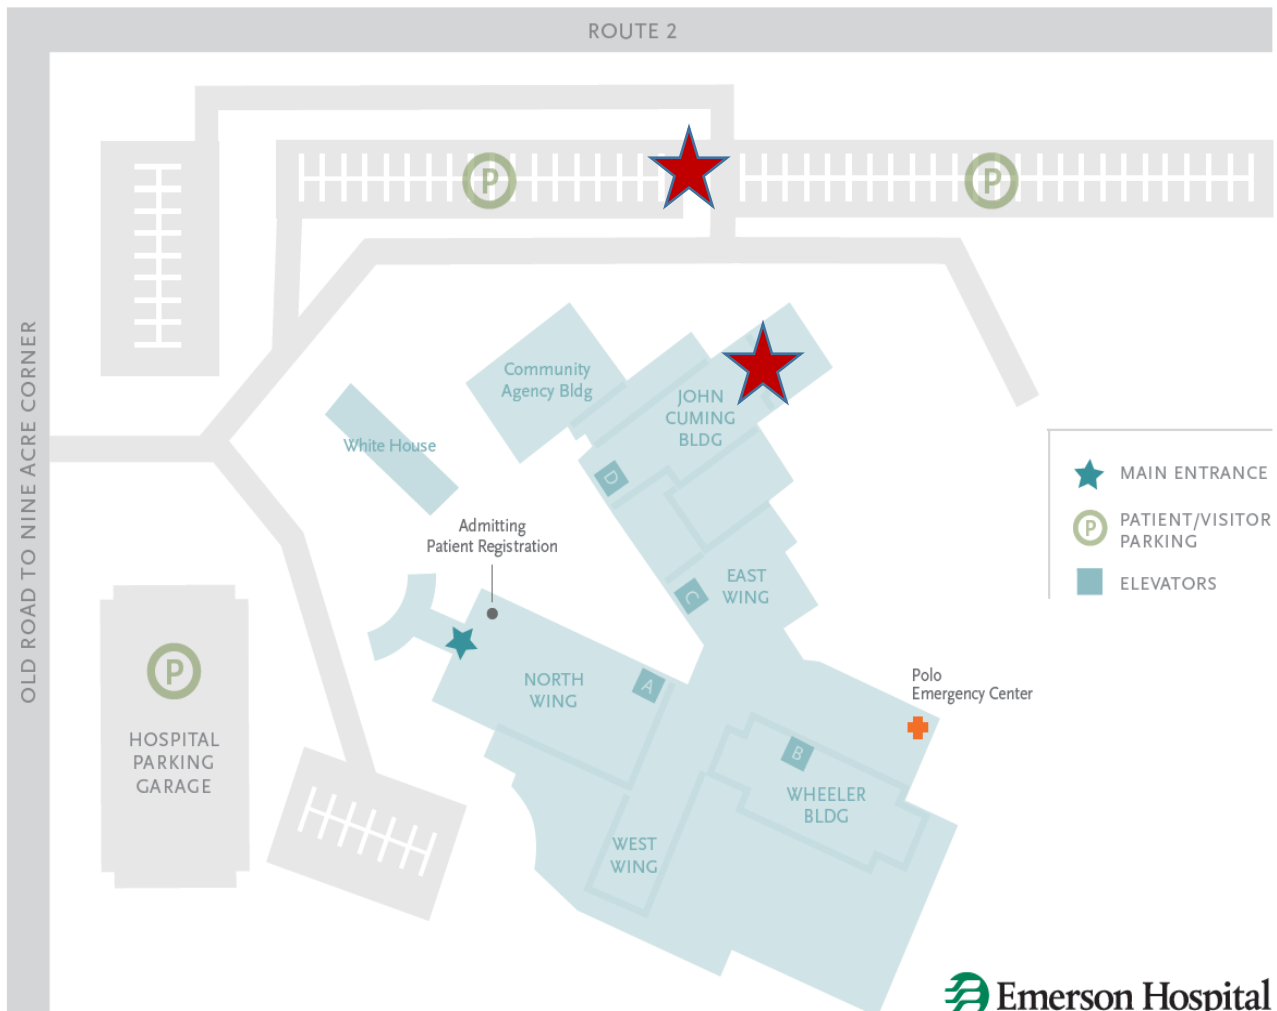 ROUTE 2
OLD ROAD TO NINE ACRE CORNER
P
P
Community
Agency Bldg
JOHN
CUMING
BLDG
White House
D
MAIN ENTRANCE
P
PATIENT/VISITOR
PARKING
ELEVATORS
Admitting
Patient Registration
EAST
WING
C
P
HOSPITAL
PARKING
GARAGE
NORTH
WING
A
Polo
Emergency Center
B
WHEELER
BLDG
WEST
WING
Emerson Hospital